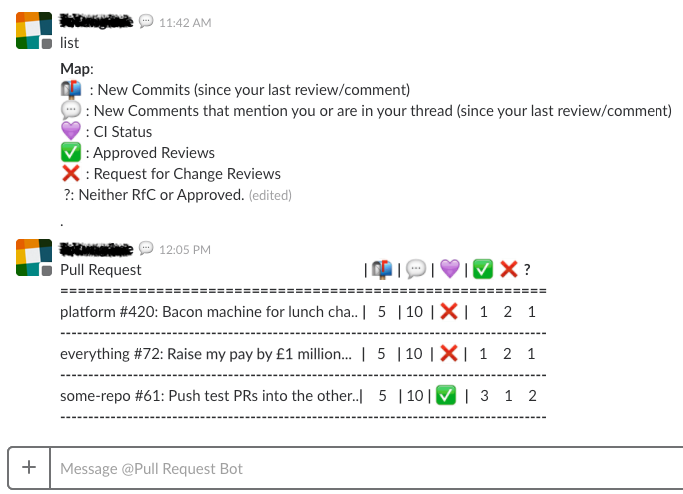 11:42 AM
list
Map:
: New Commits (since your last review/comment)
: New Comments that mention you or are in your thread (since your last review/comment)
: CI Status
: Approved Reviews
: Request for Change Reviews
?: Neither RfC or Approved. (edited)
.
12:05 PM
Pull Request | 📬 | 💬 | 💜 | ✅ ❌ ?
=========================================================
platform #420: Bacon machine for lunch cha.. | 5 | 10 | ❌ | 1 2 1
---------------------------------------------------------
everything #72: Raise my pay by £1 million... | 5 | 10 | ❌ | 1 2 1
---------------------------------------------------------
some-repo #61: Push test PRs into the other..| 5 | 10 | ✅ | 3 1 2
---------------------------------------------------------
+ Message @Pull Request Bot